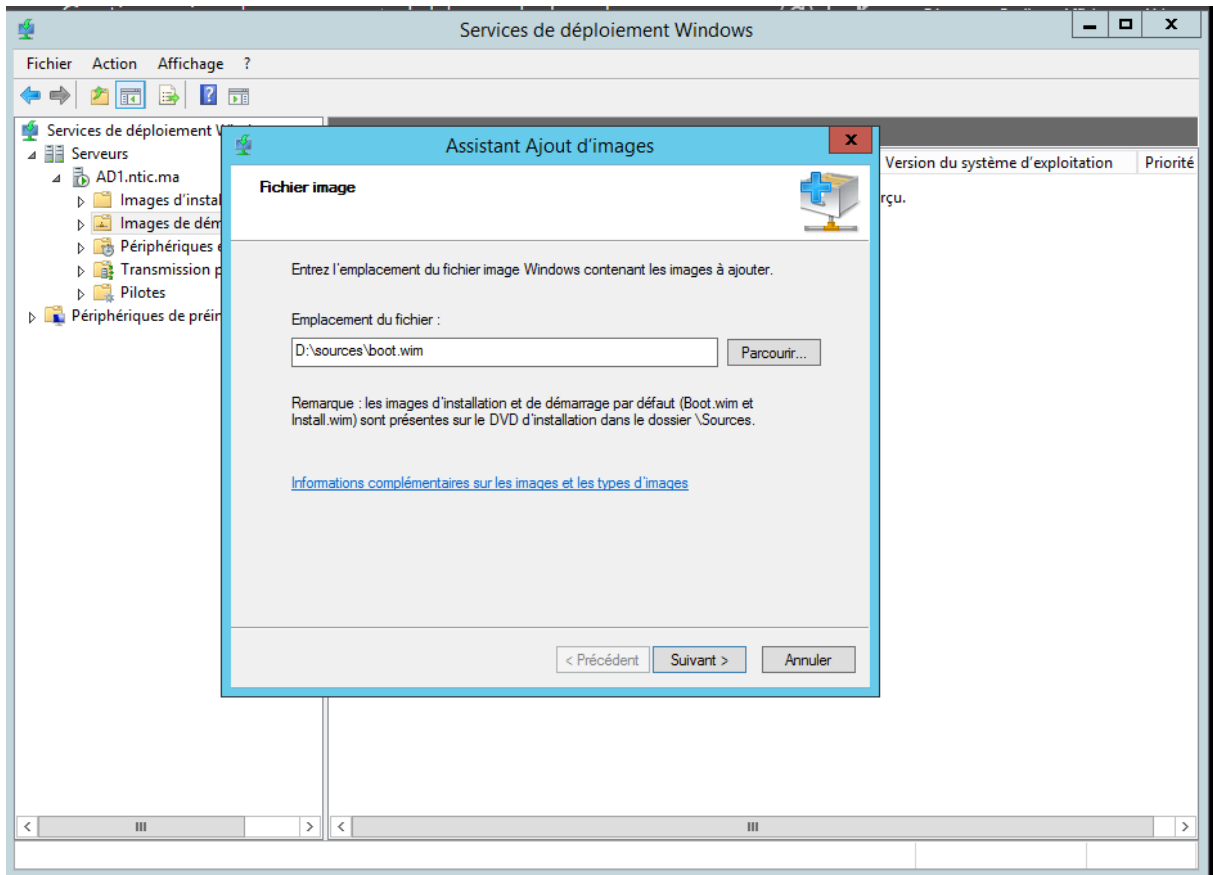 Services de déploiement Windows
Fichier Action Affichage ?
Services de déploiement
Serveurs
AD1.ntic.ma
Images d'instal
Images de dém
Périphériques
Transmission p
Pilotes
Périphériques de préin
Version du système d'exploitation Priorité
rçu.
Assistant Ajout d'images
Fichier image
Entrez l'emplacement du fichier image Windows contenant les images à ajouter.
Emplacement du fichier :
D:\sources\boot.wim
Parcourir...
Remarque : les images d'installation et de démarrage par défaut (Boot.wim et
Install.wim) sont présentes sur le DVD d'installation dans le dossier \Sources.
Informations complémentaires sur les images et les types d'images
< Précédent Suivant > Annuler